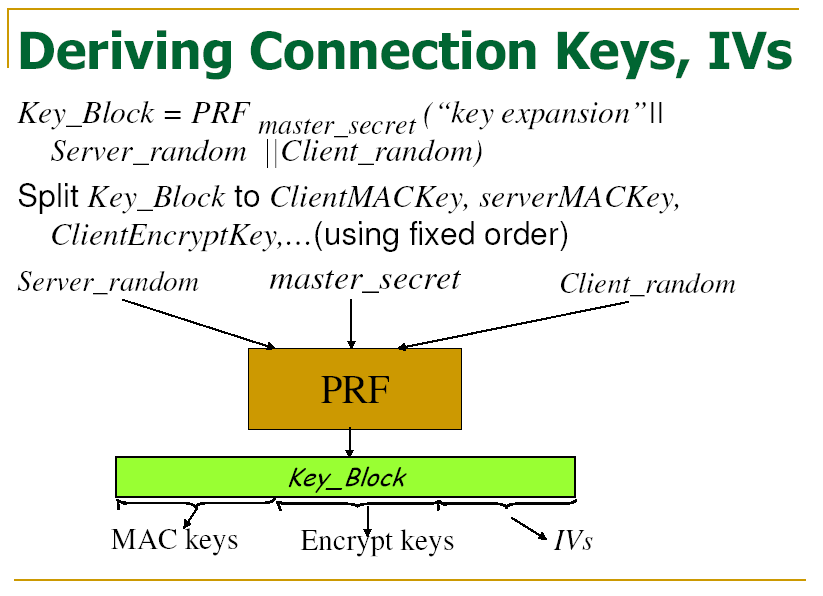 Deriving Connection Keys, IVs
Key_Block = PRF master_secret (“key expansion”||
Server_random ||Client_random)
Split Key_Block to ClientMACKey, serverMACKey,
ClientEncryptKey,…(using fixed order)
Server_random master_secret Client_random
PRF
Key_Block
MAC keys Encrypt keys IVs